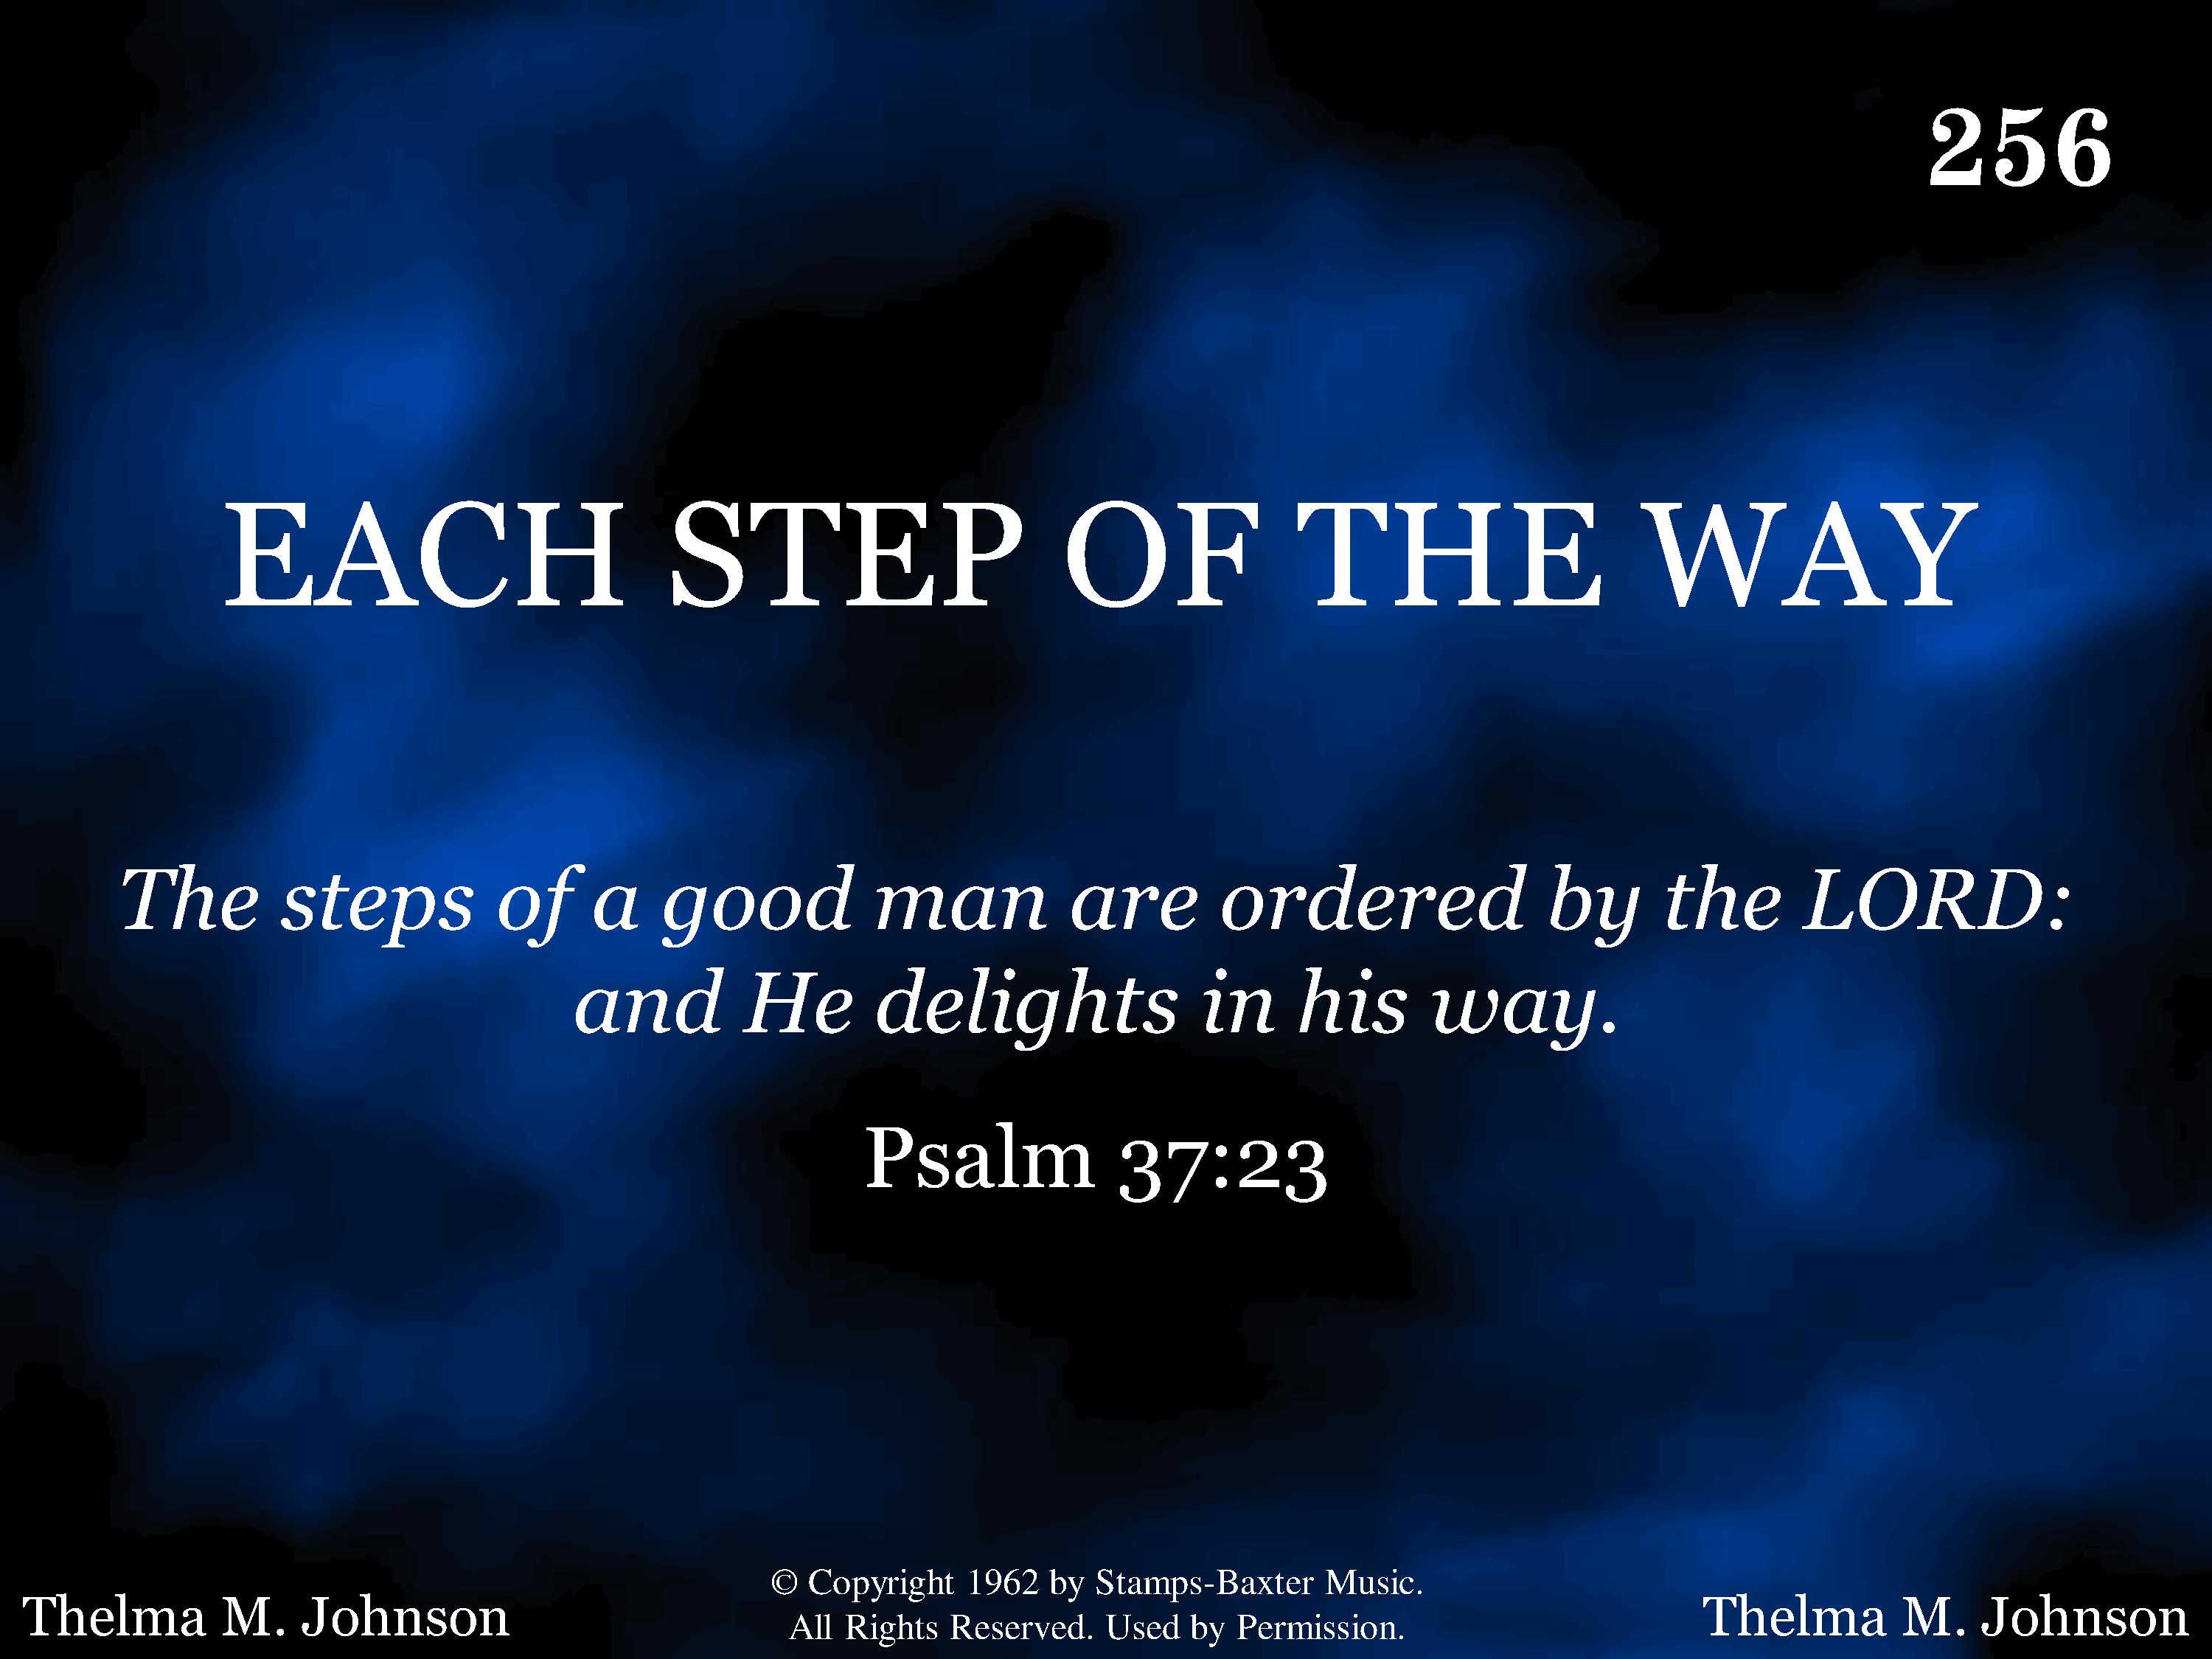 256
EACH STEP OF THE WAY
The steps of a good man are ordered by the LORD:
and He delights in his way.
Psalm 37:23
Thelma M. Johnson
© Copyright 1962 by Stamps-Baxter Music.
All Rights Reserved. Used by Permission.
Thelma M. Johnson